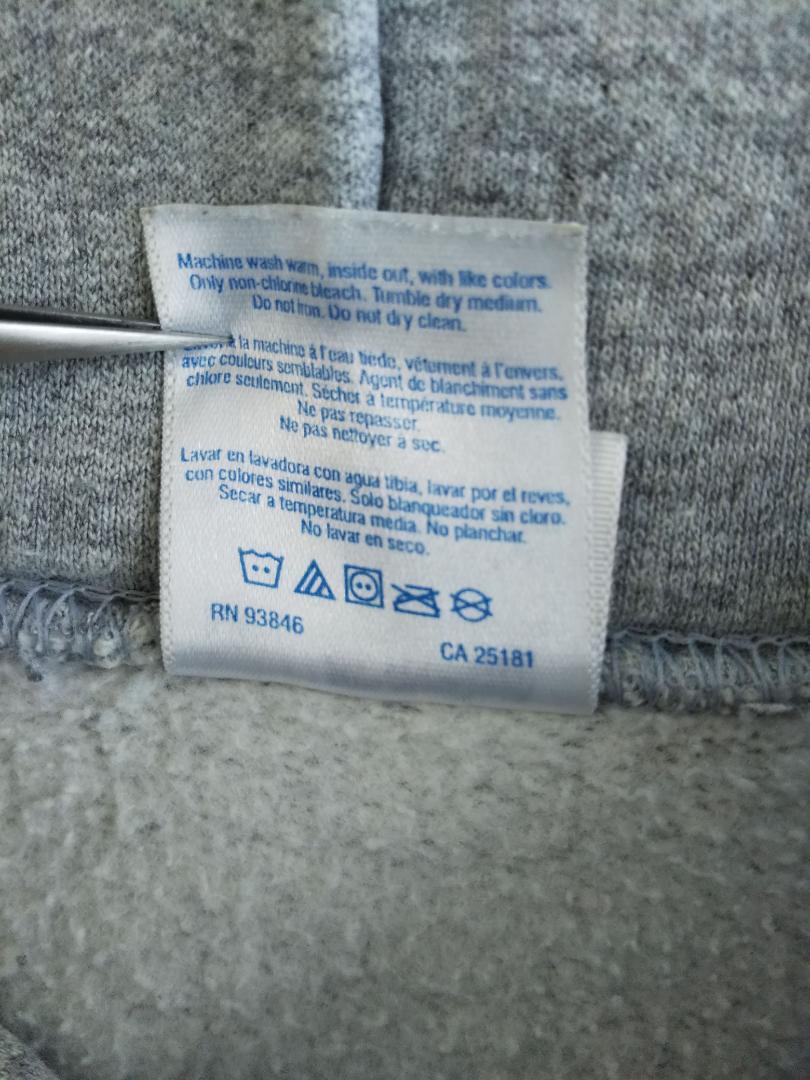 Machine wash warm, inside out, with like colors.
Only non-chlorine bleach. Tumble dry medium.
Do not iron. Do not dry clean.
à la machine à l'eau tiède, vêtement à l'envers,
avec couleurs semblables. Agent de blanchiment sans
chlore seulement. Sécher à température moyenne.
Ne pas repasser.
Ne pas nettoyer à sec.
Lavar en lavadora con agua tibia, lavar por el reves,
con colores similares. Solo blanqueador sin cloro.
Secar a temperatura media. No planchar.
No lavar en seco.
RN 93846
CA 25181